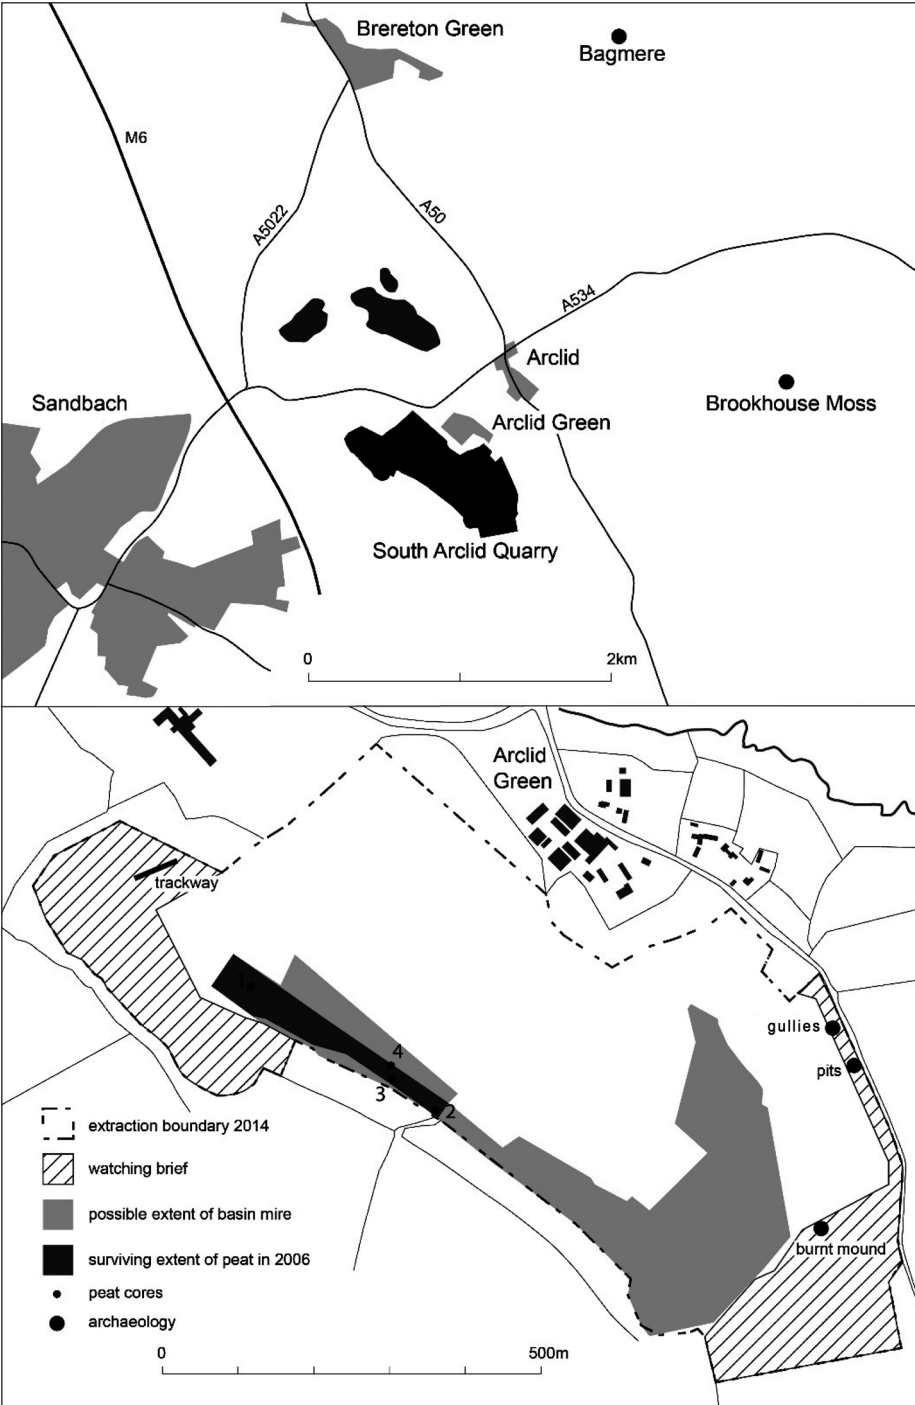 Brereton Green
Bagmere
M6
A5022
A50
A534
Arclid
Sandbach
Brookhouse Moss
Arclid Green
South Arclid Quarry
0
2km
Arclid
Green
trackway
1
4
3
2
gullies
pits
extraction boundary 2014
watching brief
possible extent of basin mire
surviving extent of peat in 2006
burnt mound
peat cores
archaeology
0
500m